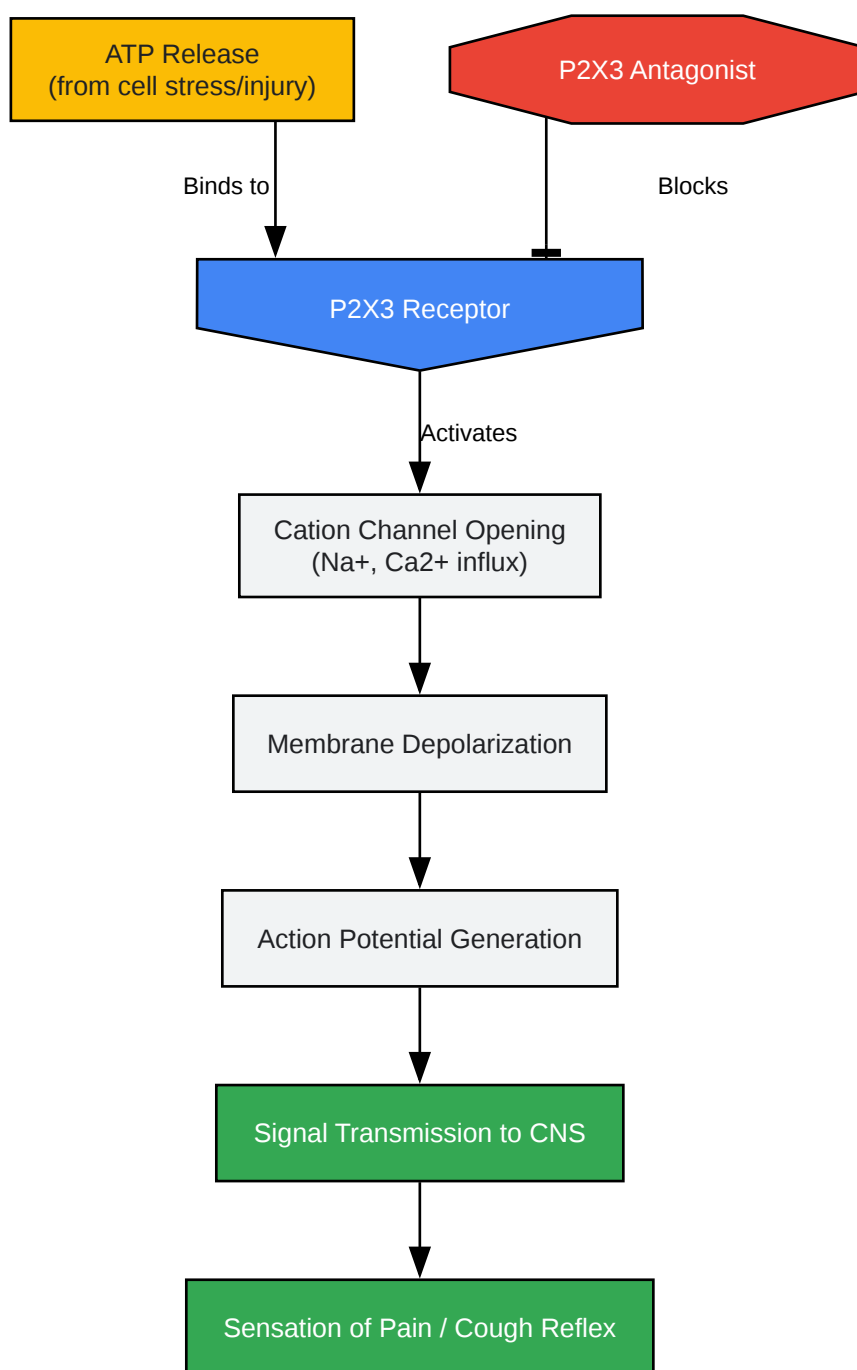 ATP Release
(from cell stress/injury)
P2X3 Antagonist
Binds to
Blocks
P2X3 Receptor
Activates
Cation Channel Opening
(Na+, Ca2+ influx)
Membrane Depolarization
Action Potential Generation
Signal Transmission to CNS
Sensation of Pain / Cough Reflex